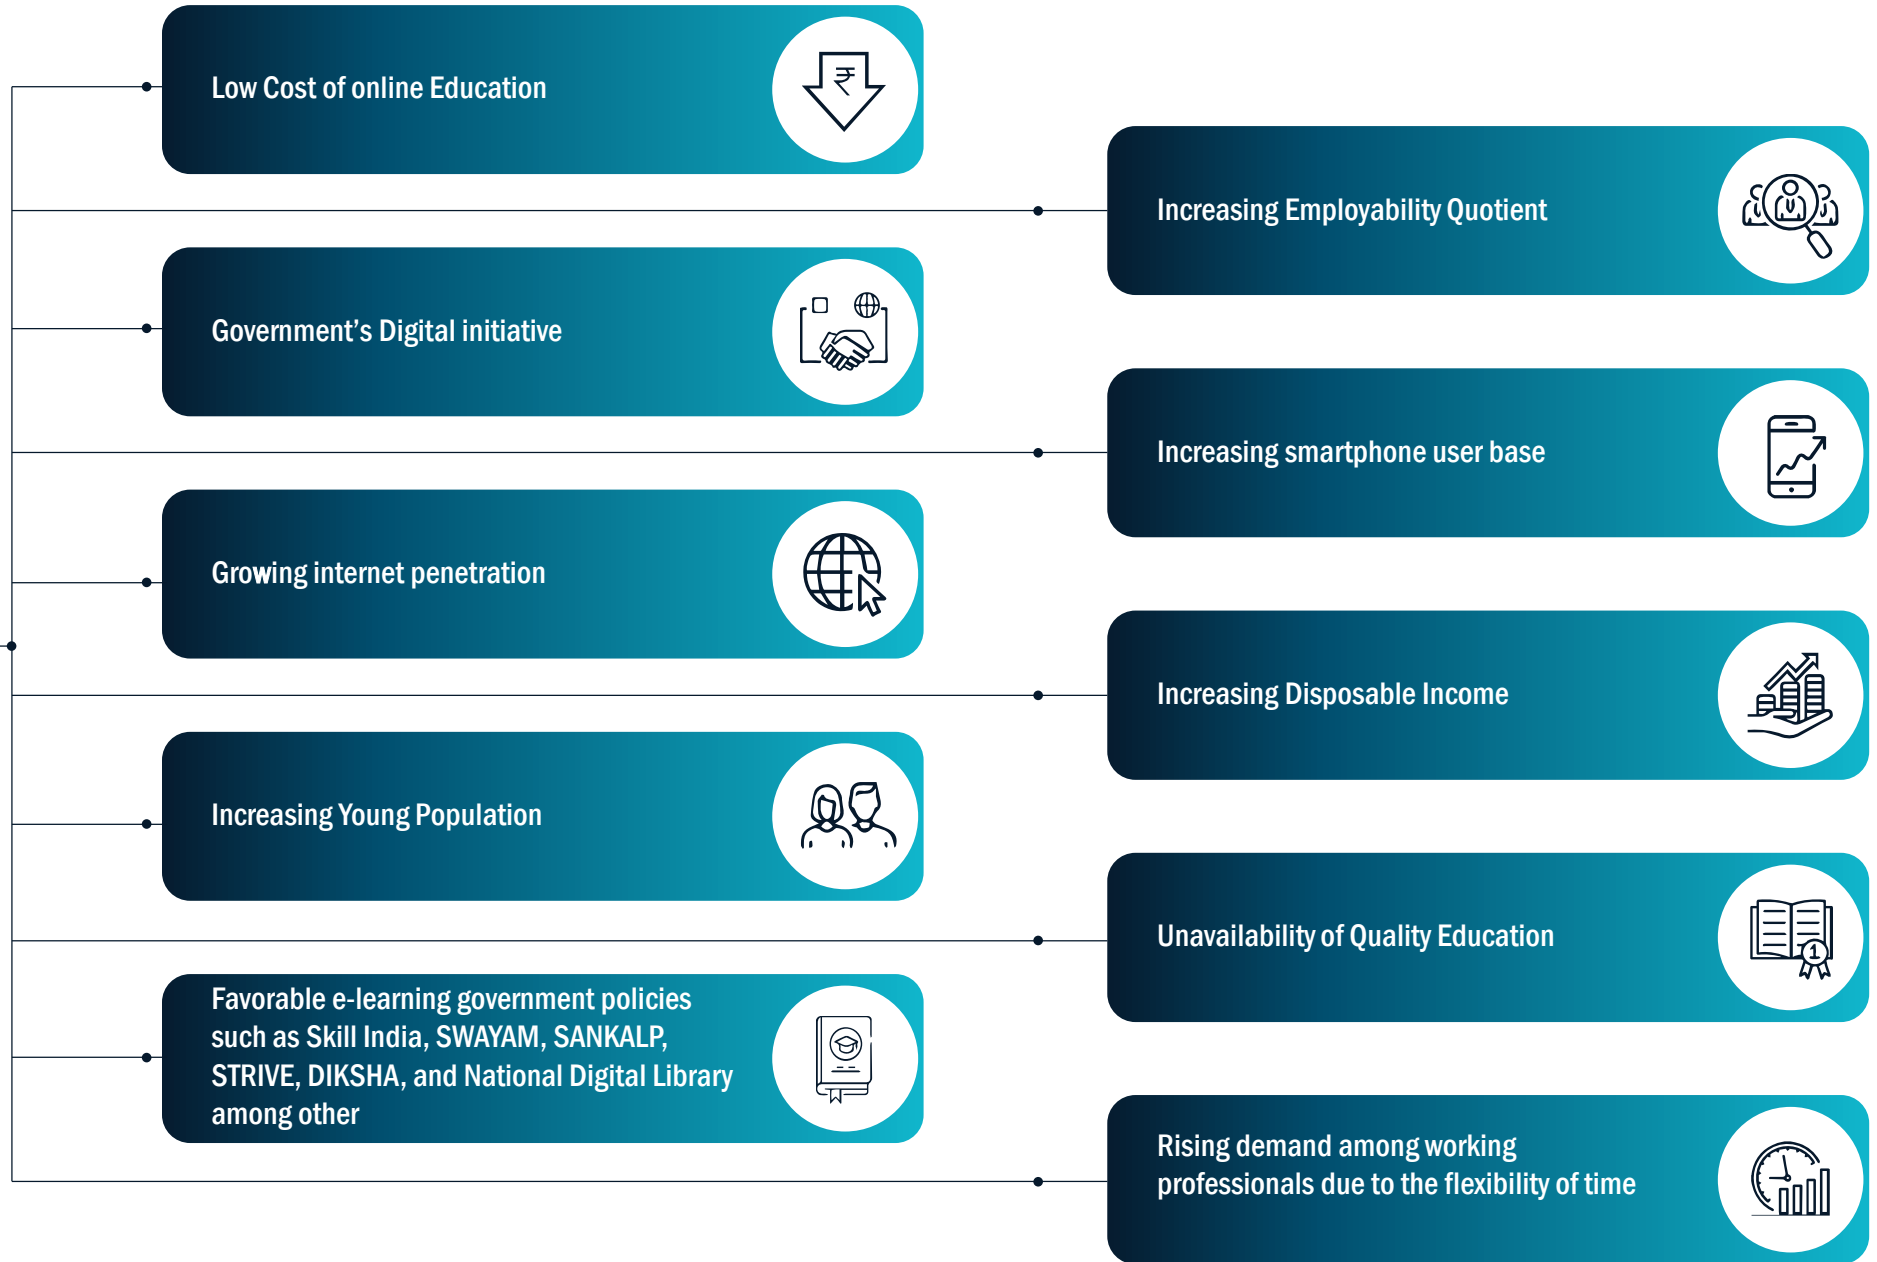 Low Cost of online Education
Increasing Employability Quotient
Government’s Digital initiative
Increasing smartphone user base
Growing internet penetration
Increasing Disposable Income
Increasing Young Population
Unavailability of Quality Education
1
Favorable e-learning government policies
such as Skill India, SWAYAM, SANKALP,
STRIVE, DIKSHA, and National Digital Library
among other
Rising demand among working
professionals due to the flexibility of time
₹